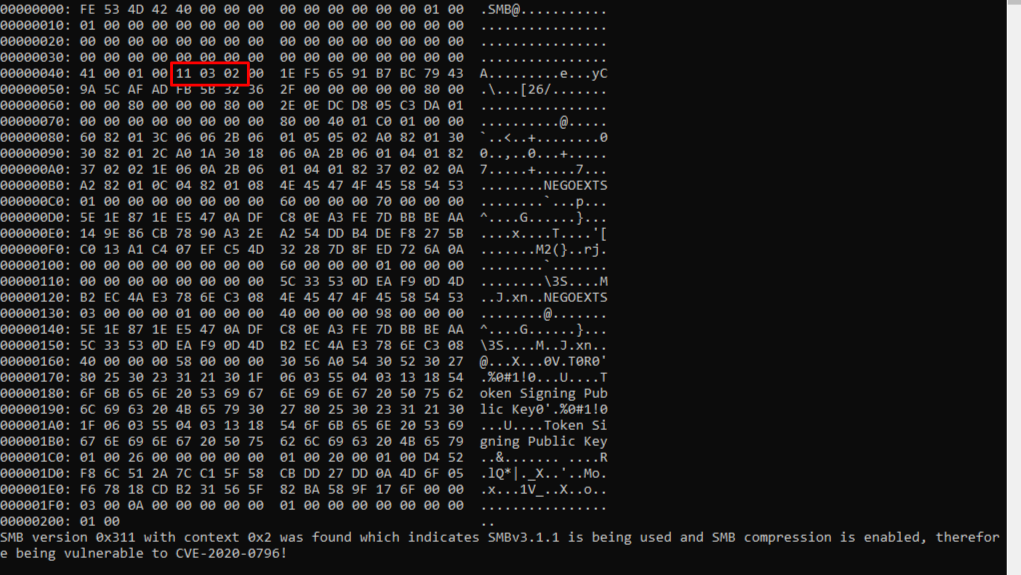 00000000: FE 53 4D 42 40 00 00 00  00 00 00 00 00 00 01 00  .SMB@...........
00000010: 01 00 00 00 00 00 00 00  00 00 00 00 00 00 00 00  ................
00000020: 00 00 00 00 00 00 00 00  00 00 00 00 00 00 00 00  ................
00000030: 00 00 00 00 00 00 00 00  00 00 00 00 00 00 00 00  ................
00000040: 41 00 01 00 11 03 02 00  1E F5 65 91 B7 BC 79 43  A.........e...yC
00000050: 9A 5C AF AD FB 5B 32 36  2F 00 00 00 00 00 80 00  .\...[26/.......
00000060: 00 00 80 00 00 00 80 00  2E 0E DC D8 05 C3 DA 01  ................
00000070: 00 00 00 00 00 00 00 00  80 00 40 01 C0 01 00 00  ..........@.....
00000080: 60 82 01 3C 06 06 2B 06  01 05 05 02 A0 82 01 30  `..<..+........0
00000090: 30 82 01 2C A0 1A 30 18  06 0A 2B 06 01 04 01 82  0..,..0...+.....
000000A0: 37 02 02 1E 06 0A 2B 06  01 04 01 82 37 02 02 0A  7.....+.....7...
000000B0: A2 82 01 0C 04 82 01 08  4E 45 47 4F 45 58 54 53  ........NEGOEXTS
000000C0: 01 00 00 00 00 00 00 00  60 00 00 00 70 00 00 00  ........`...p...
000000D0: 5E 1E 87 1E E5 47 0A DF  C8 0E A3 FE 7D BB BE AA  ^....G......}...
000000E0: 14 9E 86 CB 78 90 A3 2E  A2 54 DD B4 DE F8 27 5B  ....x....T....'[
000000F0: C0 13 A1 C4 07 EF C5 4D  32 28 7D 8F ED 72 6A 0A  .......M2(}..rj.
00000100: 00 00 00 00 00 00 00 00  60 00 00 00 01 00 00 00  ........`.......
00000110: 00 00 00 00 00 00 00 00  5C 33 53 0D EA F9 0D 4D  ........\3S....M
00000120: B2 EC 4A E3 78 6E C3 08  4E 45 47 4F 45 58 54 53  ..J.xn..NEGOEXTS
00000130: 03 00 00 00 01 00 00 00  40 00 00 00 98 00 00 00  ........@.......
00000140: 5E 1E 87 1E E5 47 0A DF  C8 0E A3 FE 7D BB BE AA  ^....G......}...
00000150: 5C 33 53 0D EA F9 0D 4D  B2 EC 4A E3 78 6E C3 08  \3S....M..J.xn..
00000160: 40 00 00 00 58 00 00 00  30 56 A0 54 30 52 30 27  @...X...0V.T0R0'
00000170: 80 25 30 23 31 21 30 1F  06 03 55 04 03 13 18 54  .%0#1!0...U....T
00000180: 6F 6B 65 6E 20 53 69 67  6E 69 6E 67 20 50 75 62  oken Signing Pub
00000190: 6C 69 63 20 4B 65 79 30  27 80 25 30 23 31 21 30  lic Key0'.%0#1!0
000001A0: 1F 06 03 55 04 03 13 18  54 6F 6B 65 6E 20 53 69  ...U....Token Si
000001B0: 67 6E 69 6E 67 20 50 75  62 6C 69 63 20 4B 65 79  gning Public Key
000001C0: 01 00 26 00 00 00 00 00  01 00 20 00 01 00 D4 52  ..&....... ....R
000001D0: F8 6C 51 2A 7C C1 5F 58  CB DD 27 DD 0A 4D 6F 05  .lQ*|._X..'..Mo.
000001E0: F6 78 18 CD B2 31 56 5F  82 BA 58 9F 17 6F 00 00  .x...1V_..X..o..
000001F0: 03 00 0A 00 00 00 00 00  01 00 00 00 00 00 00 00  ................
00000200: 01 00  ..
SMB version 0x311 with context 0x2 was found which indicates SMBv3.1.1 is being used and SMB compression is enabled, therefor
e being vulnerable to CVE-2020-0796!